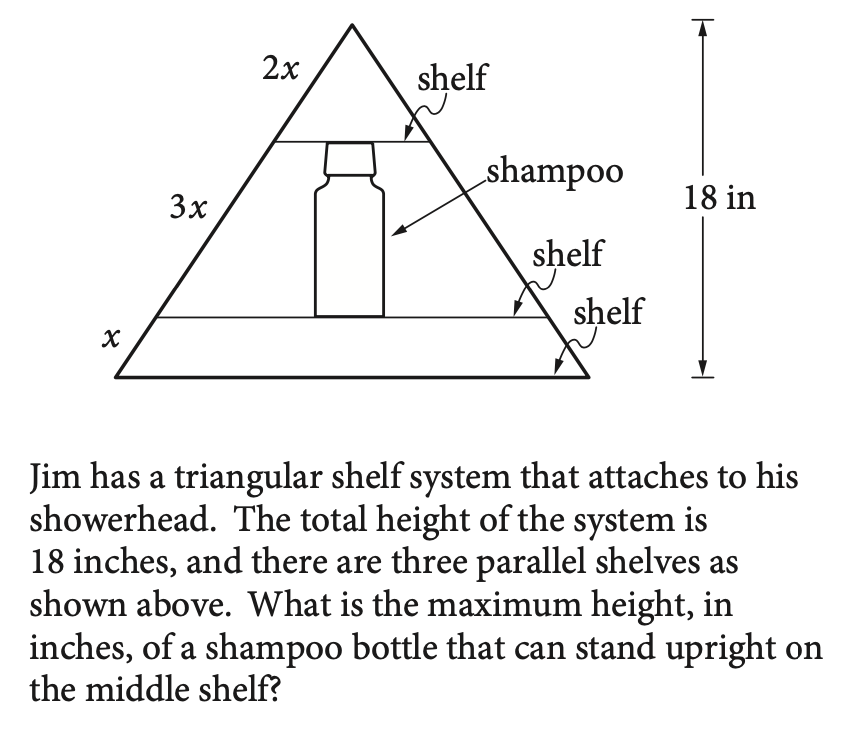 2x
shelf
shampoo
3x
18 in
shelf
shelf
x
Jim has a triangular shelf system that attaches to his
showerhead.  The total height of the system is
18 inches, and there are three parallel shelves as
shown above.  What is the maximum height, in
inches, of a shampoo bottle that can stand upright on
the middle shelf?